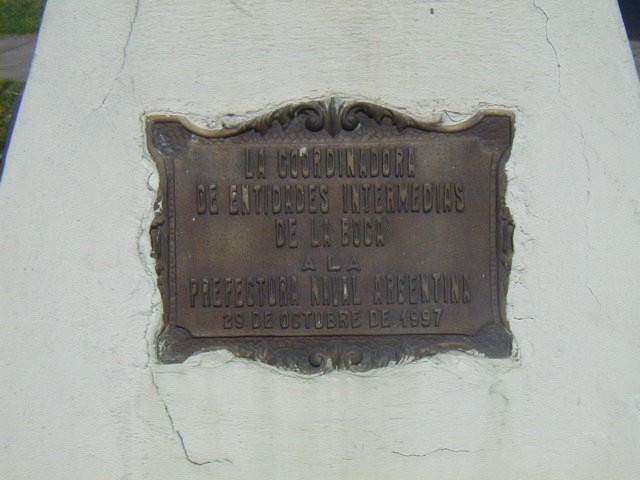 LA COORDINADORA
DE ENTIDADES INTERMEDIAS
DE LA BOCA
A LA
PREFECTURA NAVAL ARGENTINA
29 DE OCTUBRE DE 1997